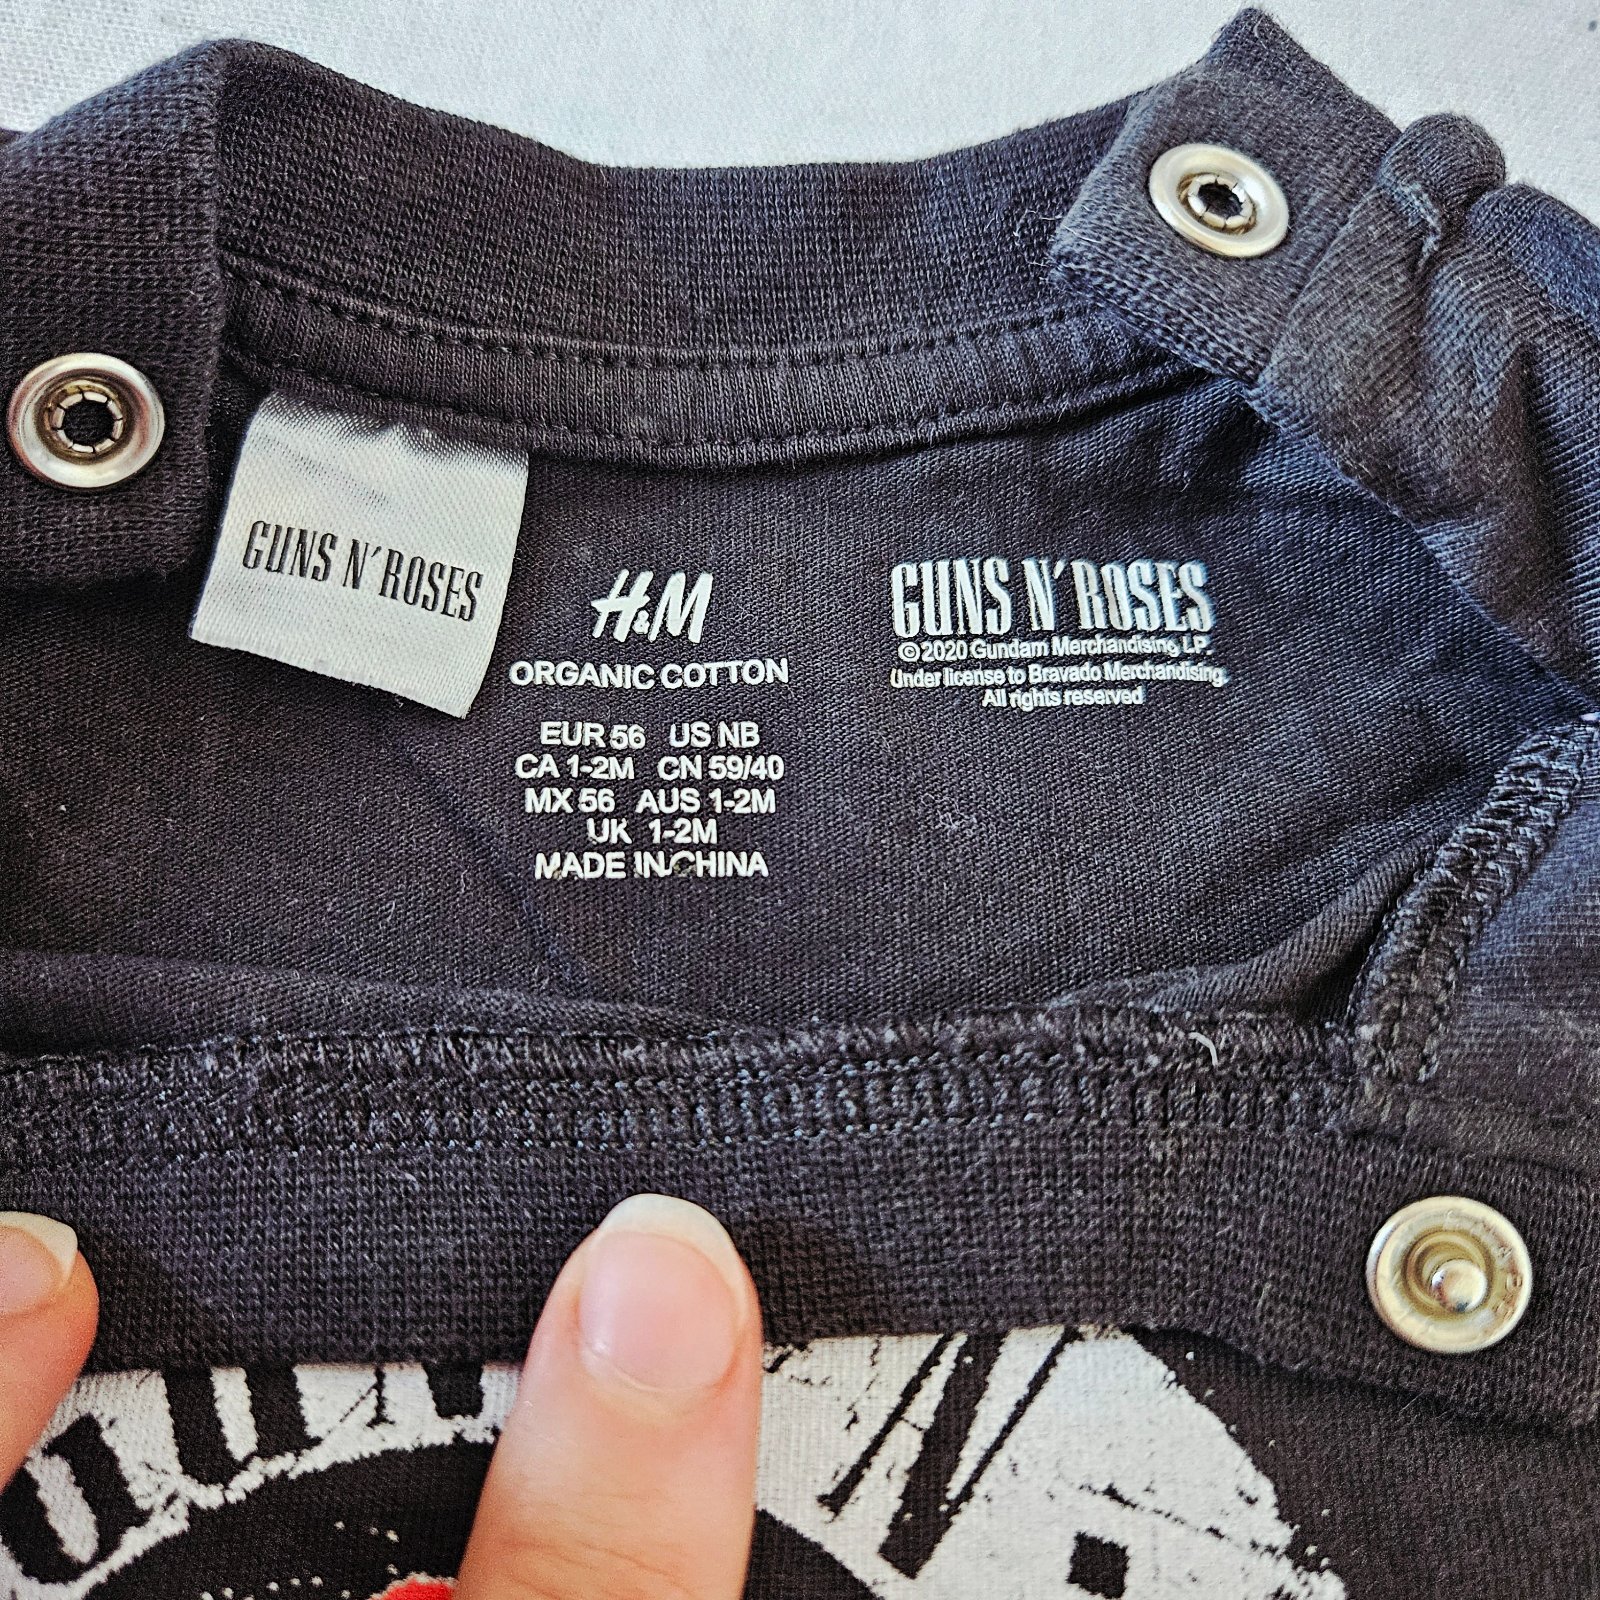 GUNS N' ROSES
H&M
ORGANIC COTTON
EUR 56 US NB
CA 1-2M CN 59/40
MX 56 AUS 1-2M
UK 1-2M
MADE IN CHINA
GUNS N' ROSES
©2020 Gundam Merchandising LP.
Under license to Bravado Merchandising.
All rights reserved